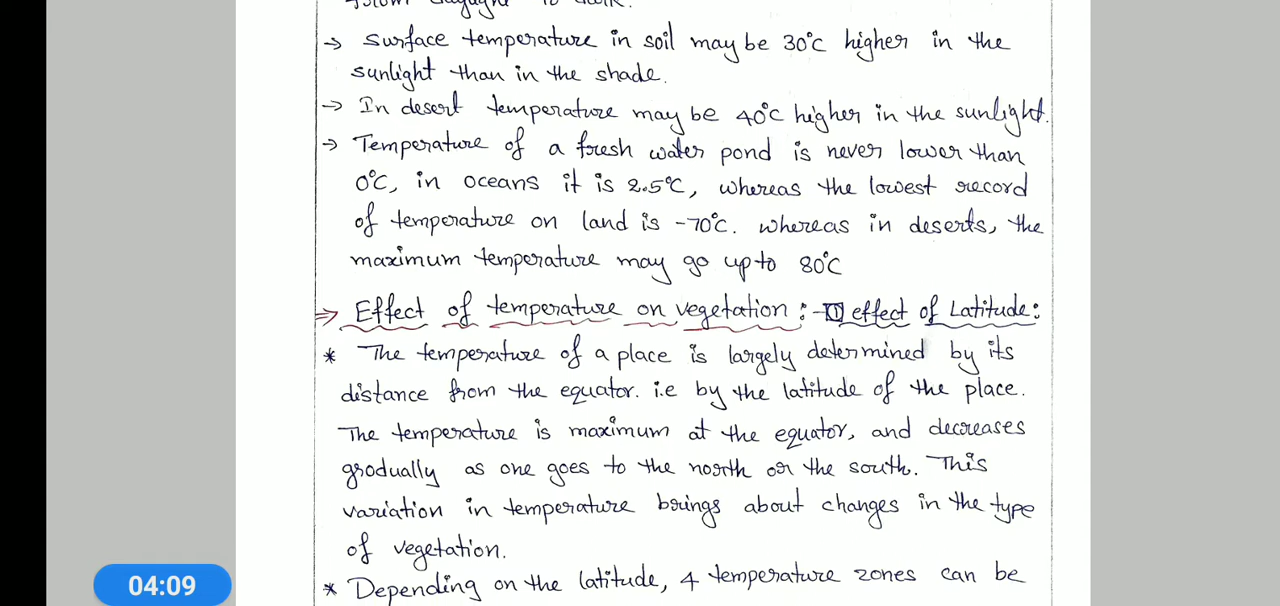 → Surface temperature in soil may be 30°C higher in the
sunlight than in the shade.
→ In desert temperature may be 40°C higher in the sunlight.
→ Temperature of a fresh water pond is never lower than
0°C, in oceans it is 2.5°C, whereas the lowest record
of temperature on land is -70°C. whereas in deserts, the
maximum temperature may go up to 80°C
⇒ Effect of temperature on vegetation :- ① effect of Latitude:
* The temperature of a place is largely determined by its
distance from the equator. i.e by the latitude of the place.
The temperature is maximum at the equator, and decreases
gradually as one goes to the north or the south. This
variation in temperature brings about changes in the type
of vegetation.
* Depending on the latitude, 4 temperature zones can be
04:09